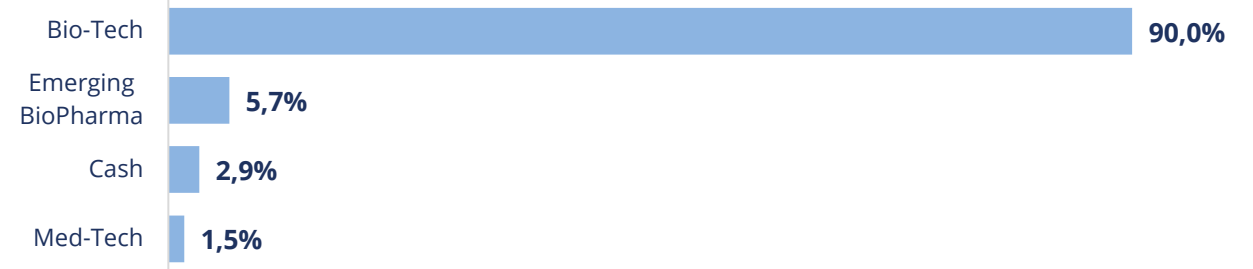 Bio-Tech
90,0%
Emerging
BioPharma
5,7%
Cash
2,9%
Med-Tech
1,5%